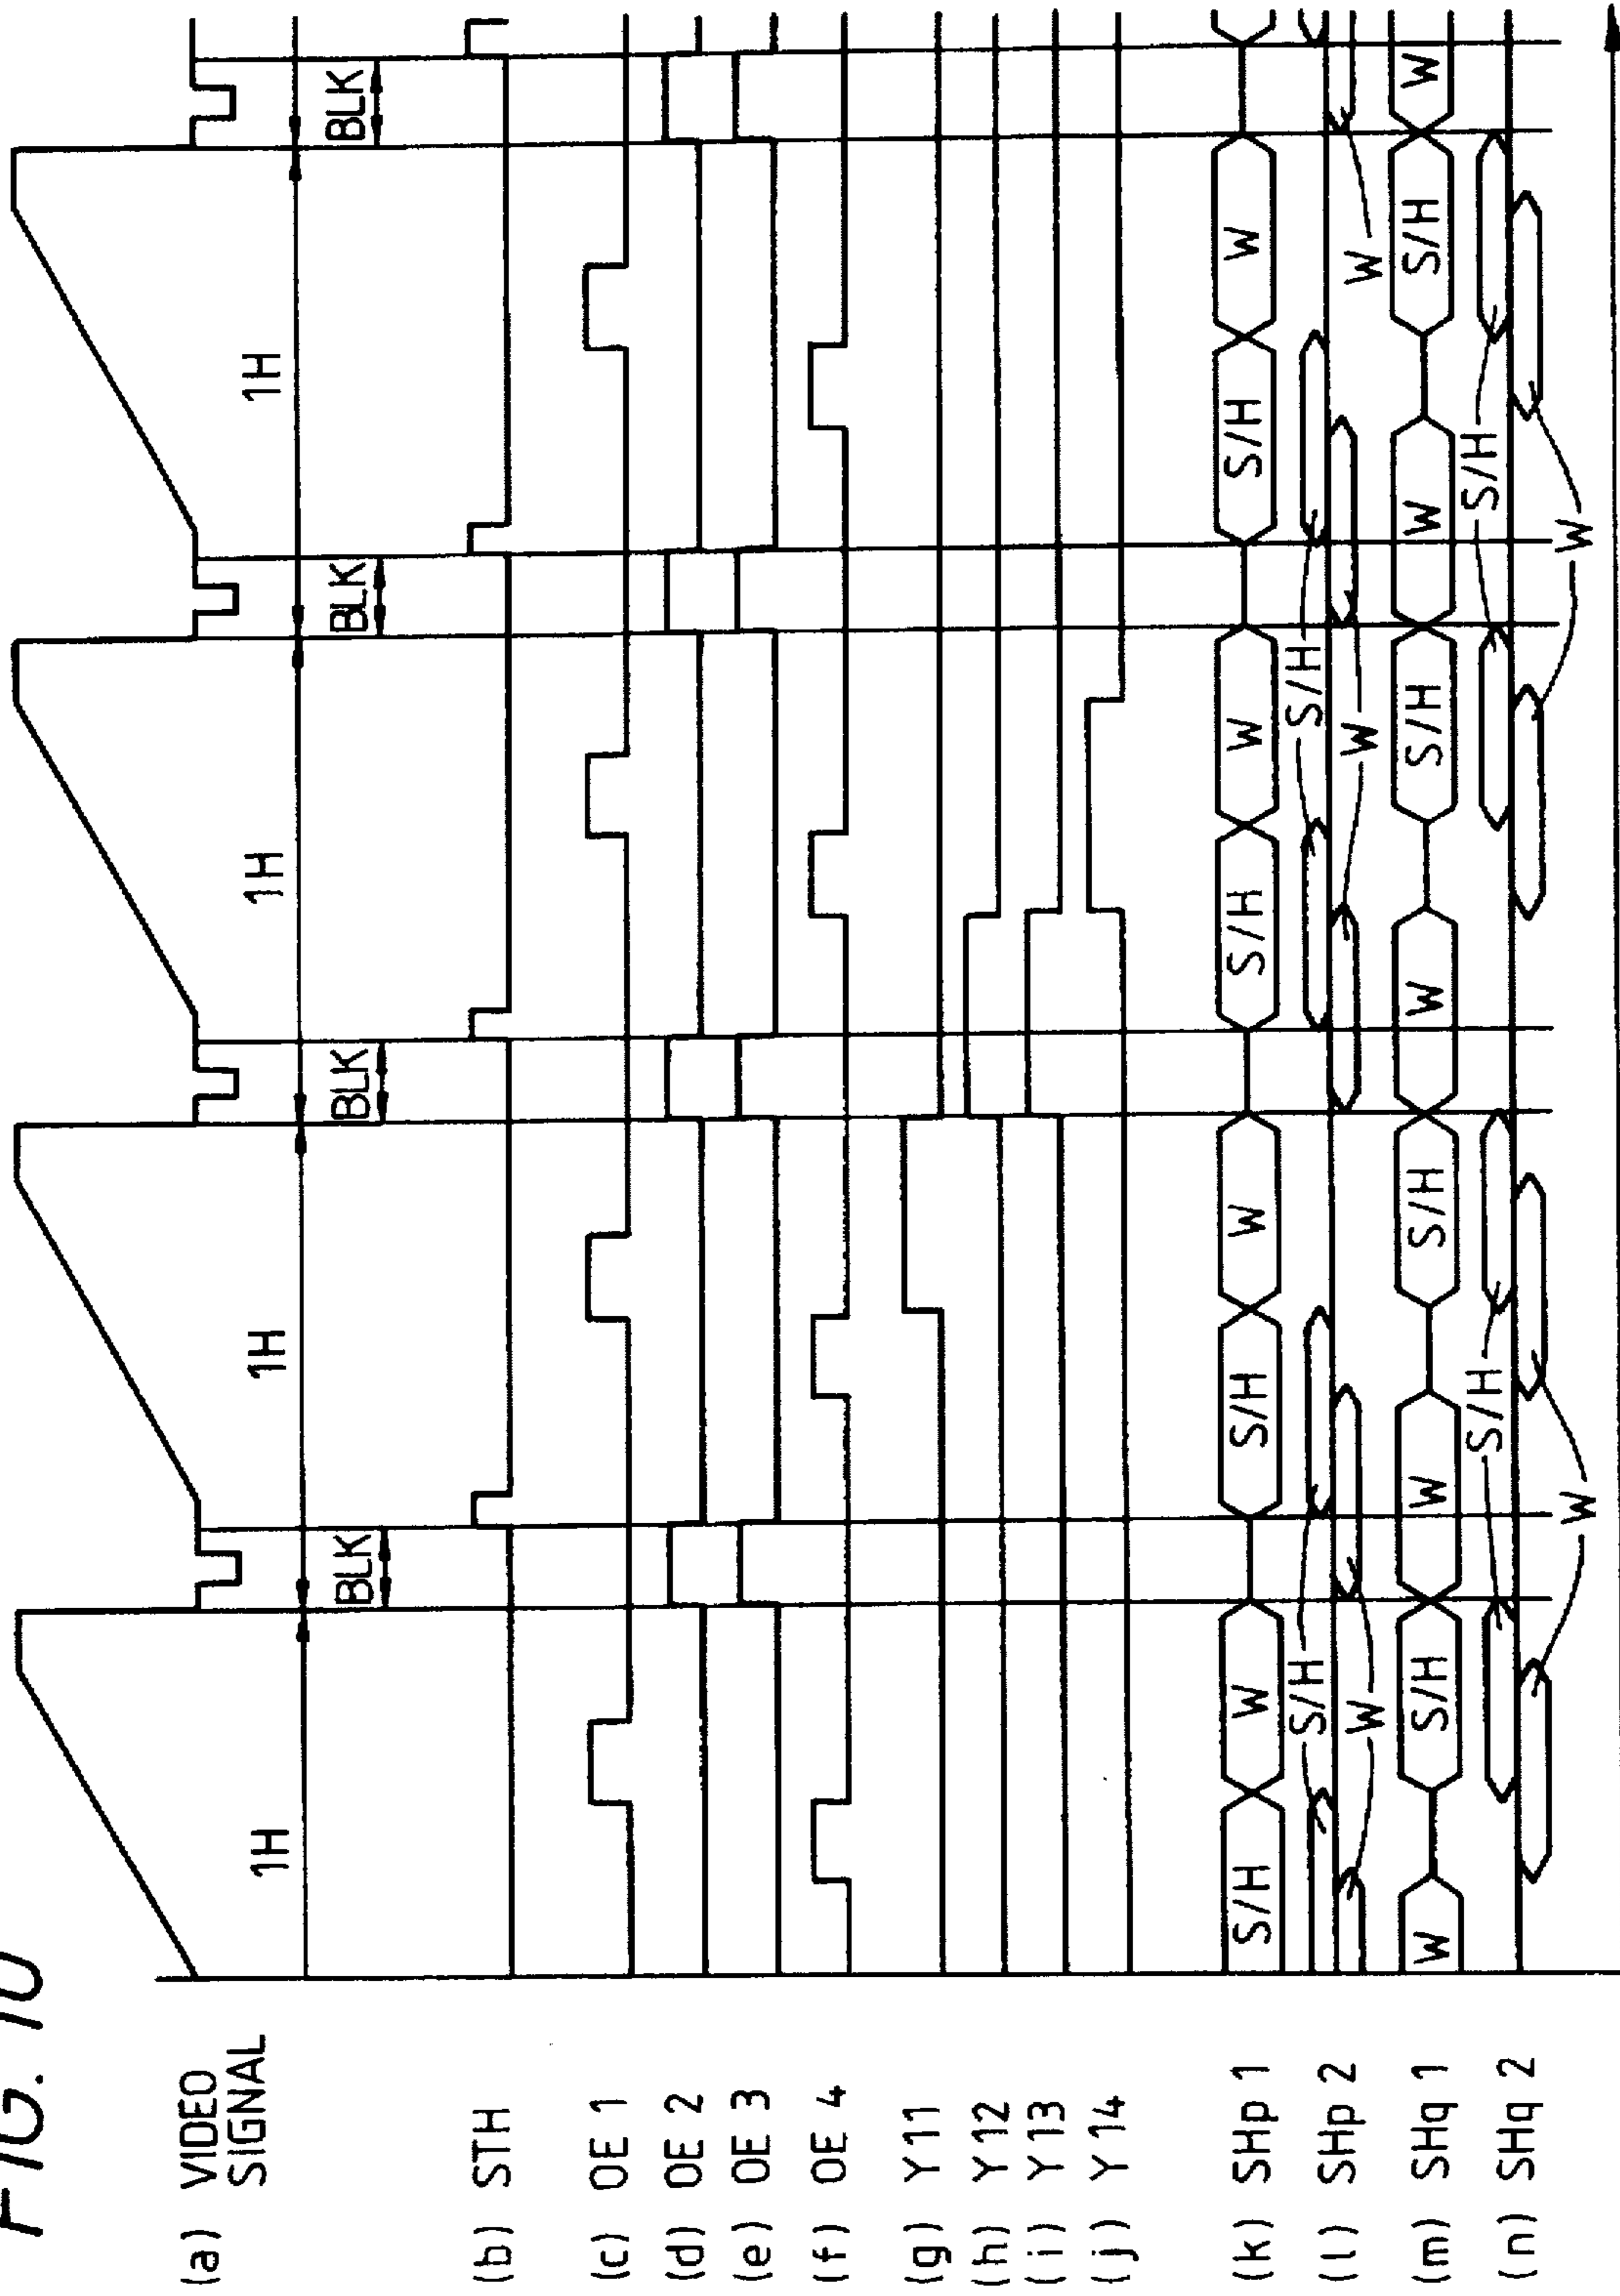 FIG. 10
(a) VIDEO SIGNAL
1H 1H 1H 1H
BLK BLK BLK BLK
(b) STH
(c) OE 1
(d) OE 2
(e) OE 3
(f) OE 4
(g) Y11
(h) Y12
(i) Y13
(j) Y14
(k) SHp 1 S/H W S/H W S/H W S/H W
(l) SHp 2 S/H S/H
W W W
(m) SHq 1 W S/H W S/H W S/H W S/H W
(n) SHq 2 S/H S/H
W W